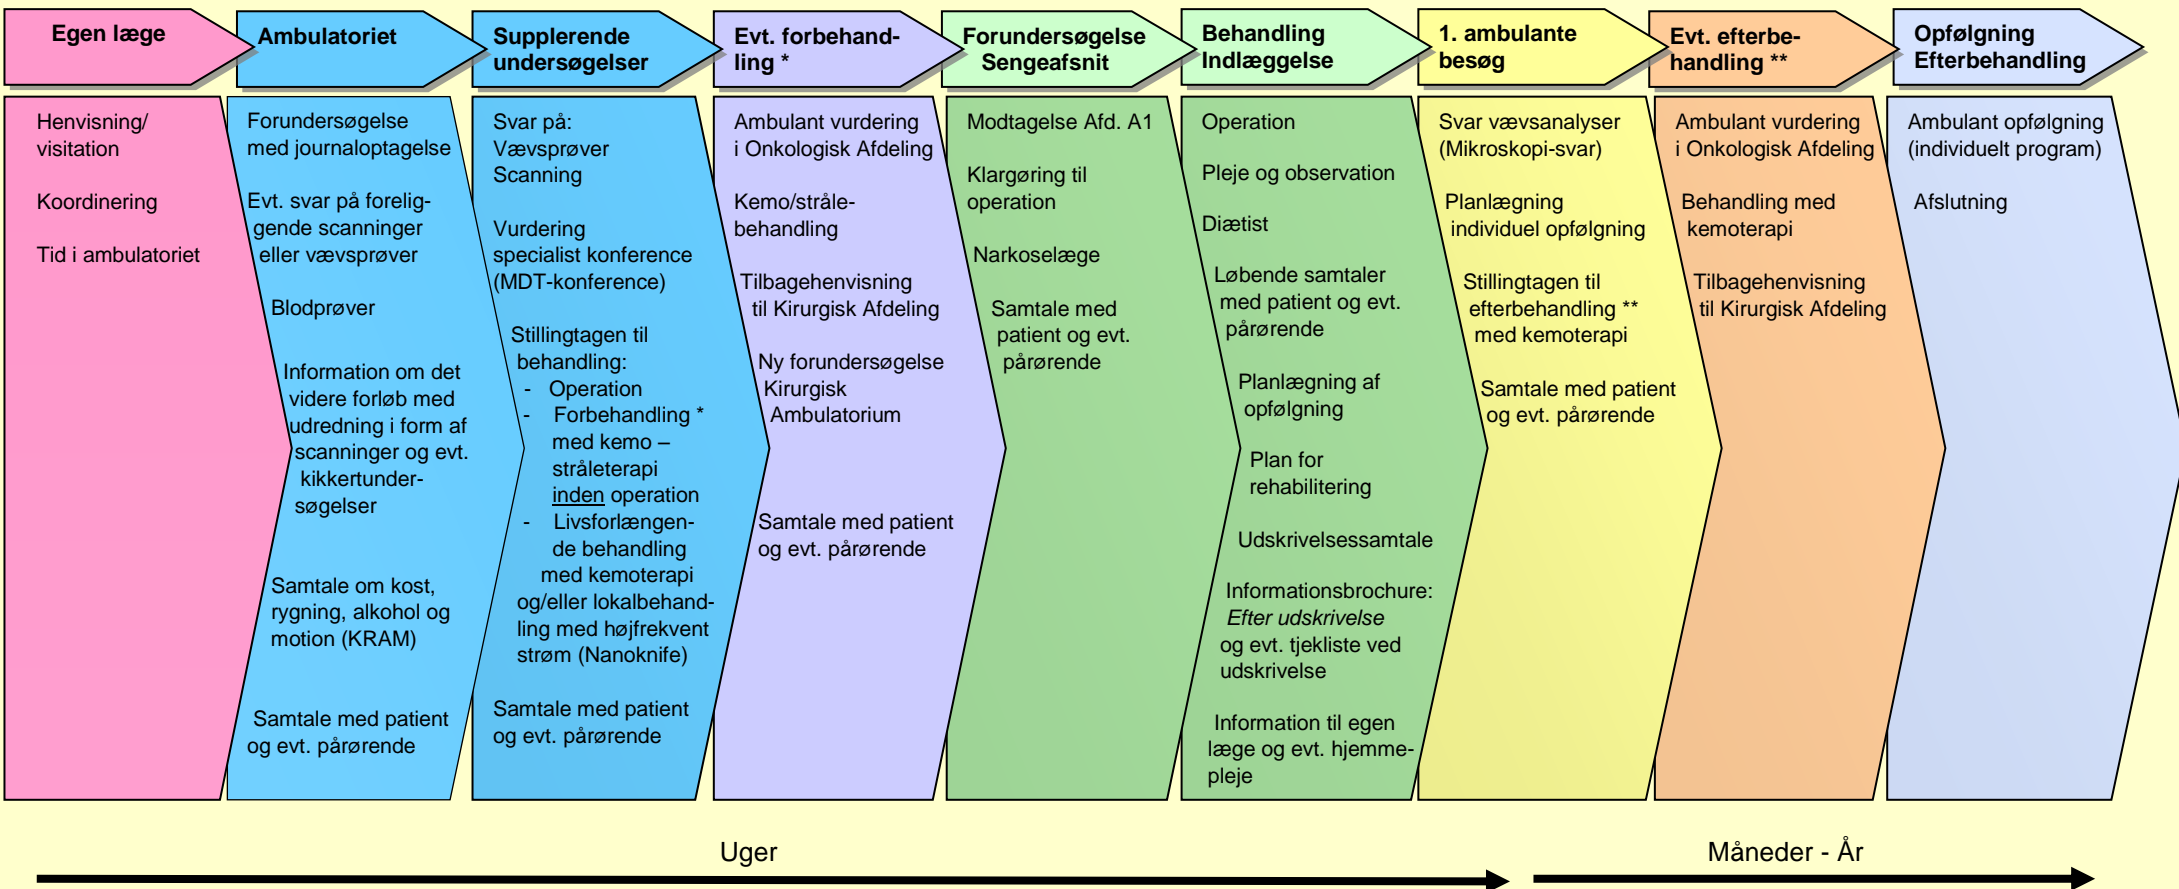 Egen læge
Ambulatoriet
Supplerende
undersøgelser
Evt. forbehand-
ling *
Forundersøgelse
Sengeafsnit
Behandling
Indlæggelse
1. ambulante
besøg
Evt. efterbe-
handling **
Opfølgning
Efterbehandling
Henvisning/
visitation
Koordinering
Tid i ambulatoriet
Forundersøgelse
med journaloptagelse
Evt. svar på forelig-
gende scanninger
eller vævsprøver
Blodprøver
Information om det
videre forløb med
udredning i form af
scanninger og evt.
kikkertunder-
søgelser
Samtale om kost,
rygning, alkohol og
motion (KRAM)
Samtale med patient
og evt. pårørende
Svar på:
Vævsprøver
Scanning
Vurdering
specialist konference
(MDT-konference)
Stillingtagen til
behandling:
- Operation
- Forbehandling *
med kemo –
stråleterapi
inden operation
- Livsforlængen-
de behandling
med kemoterapi
og/eller lokalbehand-
ling med højfrekvent
strøm (Nanoknife)
Samtale med patient
og evt. pårørende
Ambulant vurdering
i Onkologisk Afdeling
Kemo/stråle-
behandling
Tilbagehenvisning
til Kirurgisk Afdeling
Ny forundersøgelse
Kirurgisk
Ambulatorium
Samtale med patient
og evt. pårørende
Modtagelse Afd. A1
Klargøring til
operation
Narkoselæge
Samtale med
patient og evt.
pårørende
Operation
Pleje og observation
Diætist
Løbende samtaler
med patient og evt.
pårørende
Planlægning af
opfølgning
Plan for
rehabilitering
Udskrivelsessamtale
Informationsbrochure:
Efter udskrivelse
og evt. tjekliste ved
udskrivelse
Information til egen
læge og evt. hjemme-
pleje
Svar vævsanalyser
(Mikroskopi-svar)
Planlægning
individuel opfølgning
Stillingtagen til
efterbehandling **
med kemoterapi
Samtale med patient
og evt. pårørende
Ambulant vurdering
i Onkologisk Afdeling
Behandling med
kemoterapi
Tilbagehenvisning
til Kirurgisk Afdeling
Ambulant opfølgning
(individuelt program)
Afslutning
Uger
Måneder - År